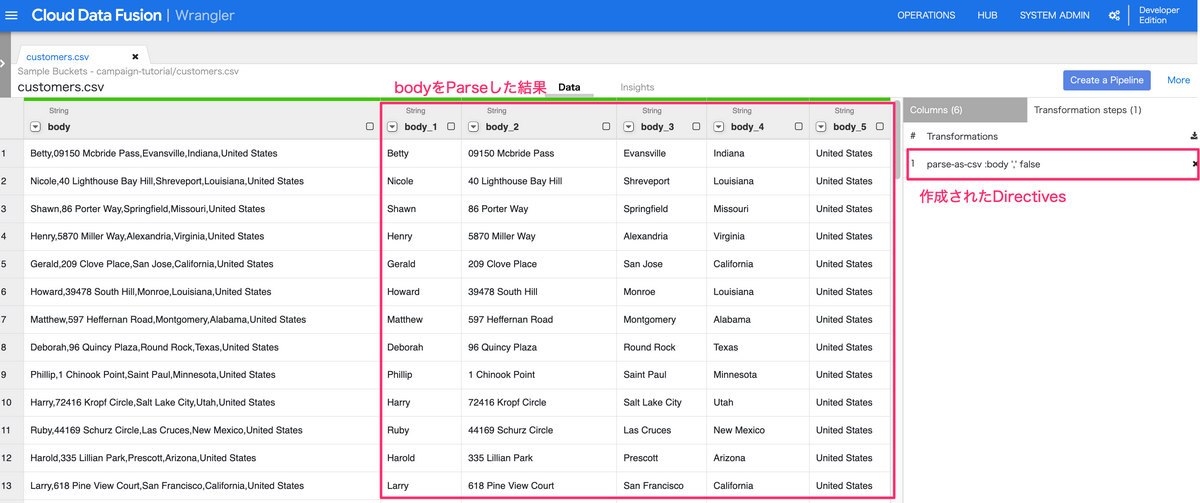 Cloud Data Fusion | Wrangler
OPERATIONS HUB SYSTEM ADMIN Developer Edition
customers.csv
Sample Buckets - campaign-tutorial/customers.csv
customers.csv
bodyをParseした結果 Data Insights
Create a Pipeline More
String String String String String String
body body_1 body_2 body_3 body_4 body_5
1 Betty,09150 Mcbride Pass,Evansville,Indiana,United States Betty 09150 Mcbride Pass Evansville Indiana United States
2 Nicole,40 Lighthouse Bay Hill,Shreveport,Louisiana,United States Nicole 40 Lighthouse Bay Hill Shreveport Louisiana United States
3 Shawn,86 Porter Way,Springfield,Missouri,United States Shawn 86 Porter Way Springfield Missouri United States
4 Henry,5870 Miller Way,Alexandria,Virginia,United States Henry 5870 Miller Way Alexandria Virginia United States
5 Gerald,209 Clove Place,San Jose,California,United States Gerald 209 Clove Place San Jose California United States
6 Howard,39478 South Hill,Monroe,Louisiana,United States Howard 39478 South Hill Monroe Louisiana United States
7 Matthew,597 Heffernan Road,Montgomery,Alabama,United States Matthew 597 Heffernan Road Montgomery Alabama United States
8 Deborah,96 Quincy Plaza,Round Rock,Texas,United States Deborah 96 Quincy Plaza Round Rock Texas United States
9 Phillip,1 Chinook Point,Saint Paul,Minnesota,United States Phillip 1 Chinook Point Saint Paul Minnesota United States
10 Harry,72416 Kropf Circle,Salt Lake City,Utah,United States Harry 72416 Kropf Circle Salt Lake City Utah United States
11 Ruby,44169 Schurz Circle,Las Cruces,New Mexico,United States Ruby 44169 Schurz Circle Las Cruces New Mexico United States
12 Harold,335 Lillian Park,Prescott,Arizona,United States Harold 335 Lillian Park Prescott Arizona United States
13 Larry,618 Pine View Court,San Francisco,California,United States Larry 618 Pine View Court San Francisco California United States
Columns (6) Transformation steps (1)
# Transformations
1 parse-as-csv :body ',' false
作成されたDirectives